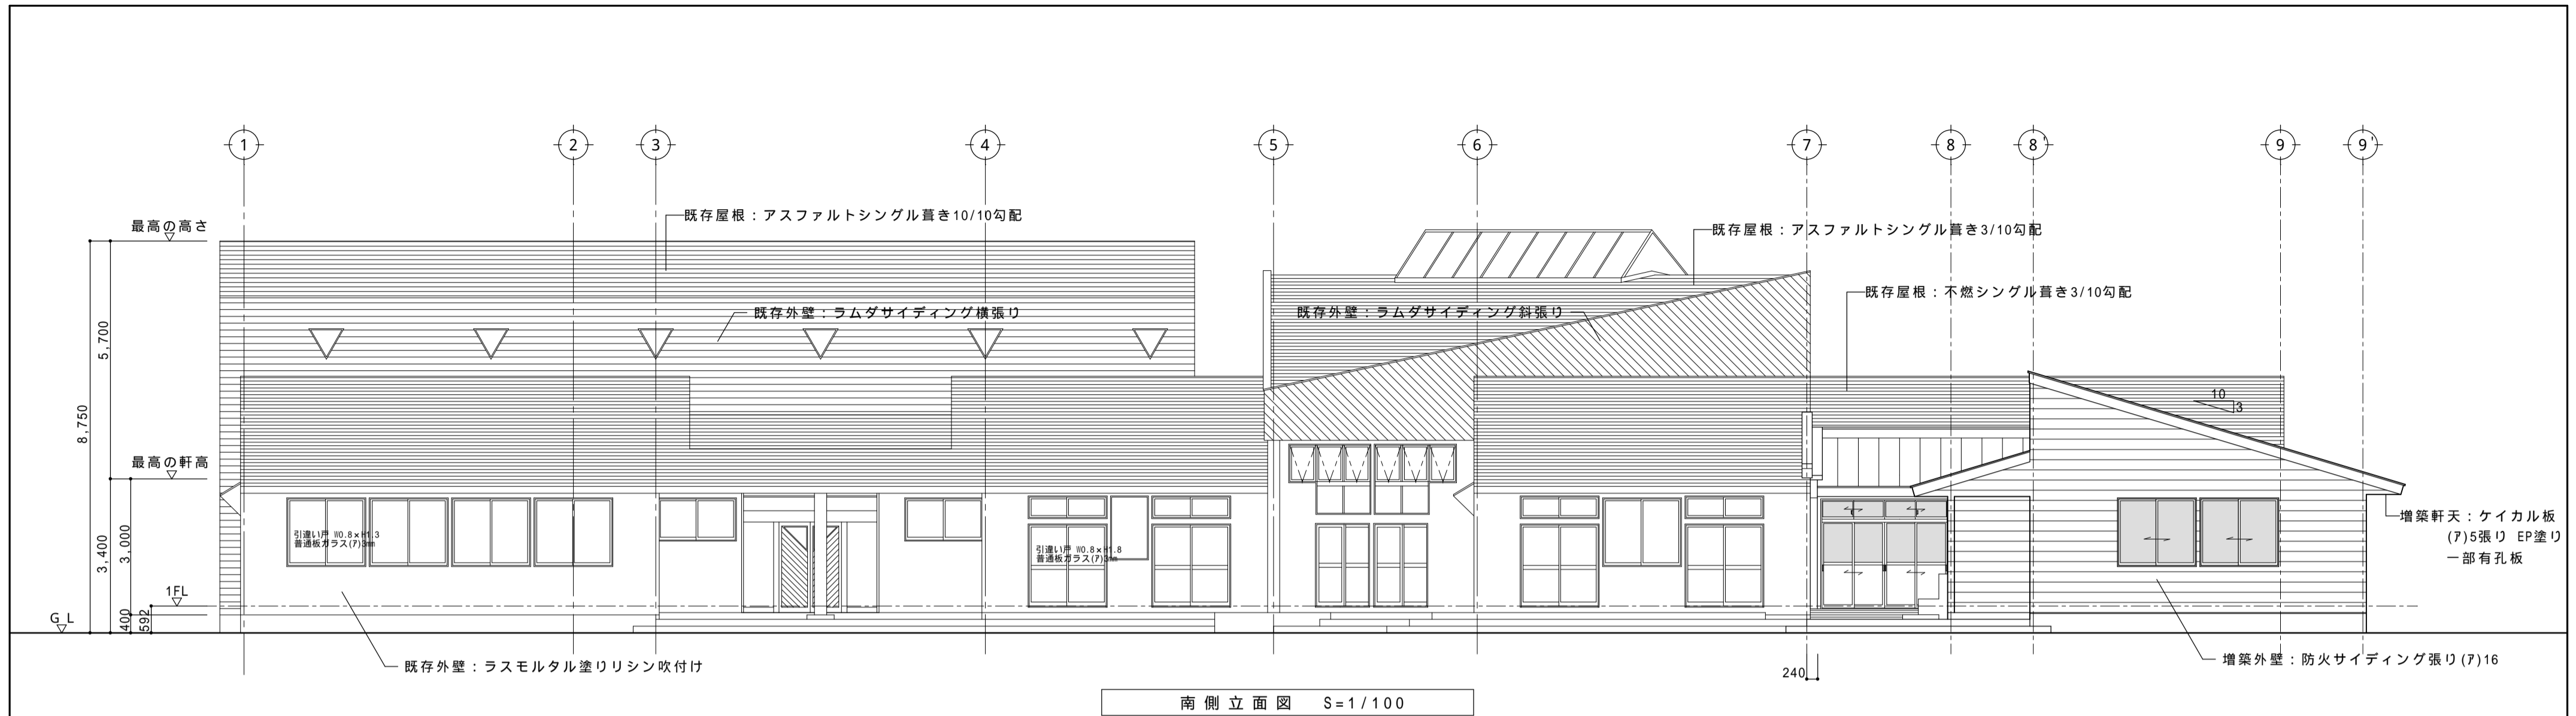 1
2
3
4
5
6
7
8
8'
9
9'
最高の高さ
既存屋根：アスファルトシングル葺き10/10勾配
既存屋根：アスファルトシングル葺き3/10勾配
既存屋根：不燃シングル葺き3/10勾配
既存外壁：ラムダサイディング横張り
既存外壁：ラムダサイディング斜張り
5,700
8,750
10
3
最高の軒高
3,400
3,000
引違い戸 W0.8×H1.3
普通板ガラス(ｱ)3mm
引違い戸 W0.8×H1.8
普通板ガラス(ｱ)3mm
増築軒天：ケイカル板
(ｱ)5張り EP塗り
一部有孔板
1FL
400
592
G L
既存外壁：ラスモルタル塗りリシン吹付け
増築外壁：防火サイディング張り(ｱ)16
240
南側立面図 S=1/100